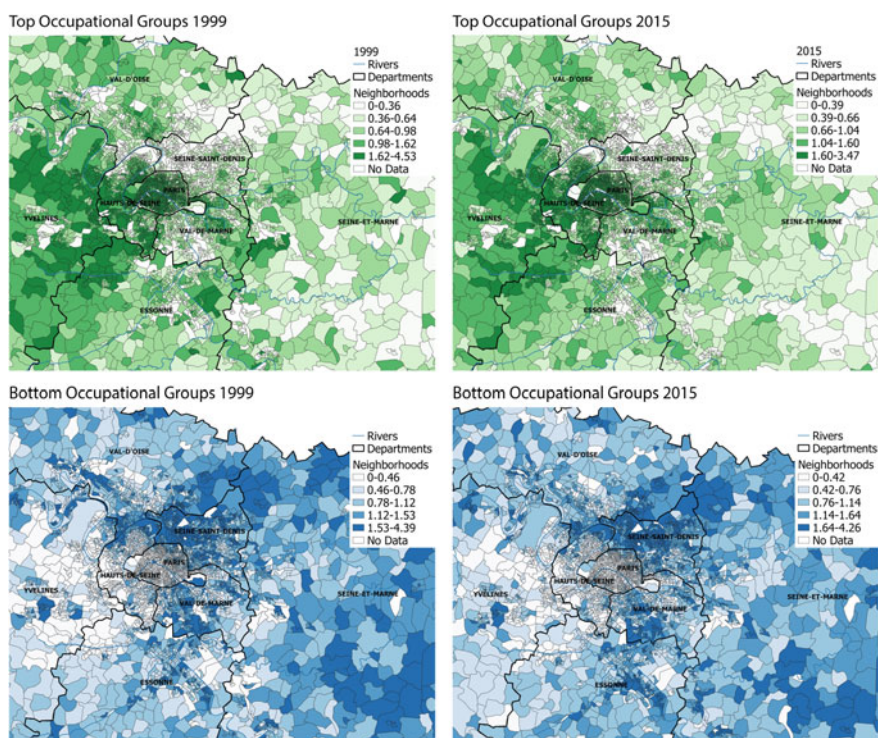 Top Occupational Groups 1999
1999
Rivers
Departments
Neighborhoods
0-0.36
0.36-0.64
0.64-0.98
0.98-1.62
1.62-4.53
No Data
VAL-D'OISE
SEINE-SAINT-DENIS
PARIS
HAUTS-DE-SEINE
YVELINES
VAL-DE-MARNE
SEINE-ET-MARNE
ESSONNE
Top Occupational Groups 2015
2015
Rivers
Departments
Neighborhoods
0-0.39
0.39-0.66
0.66-1.04
1.04-1.60
1.60-3.47
No Data
VAL-D'OISE
SEINE-SAINT-DENIS
PARIS
HAUTS-DE-SEINE
YVELINES
VAL-DE-MARNE
SEINE-ET-MARNE
ESSONNE
Bottom Occupational Groups 1999
Rivers
Departments
Neighborhoods
0-0.46
0.46-0.78
0.78-1.12
1.12-1.53
1.53-4.39
No Data
VAL-D'OISE
SEINE-SAINT-DENIS
PARIS
HAUTS-DE-SEINE
YVELINES
VAL-DE-MARNE
SEINE-ET-MARNE
ESSONNE
Bottom Occupational Groups 2015
Rivers
Departments
Neighborhoods
0-0.42
0.42-0.76
0.76-1.14
1.14-1.64
1.64-4.26
No Data
VAL-D'OISE
SEINE-SAINT-DENIS
PARIS
HAUTS-DE-SEINE
YVELINES
VAL-DE-MARNE
SEINE-ET-MARNE
ESSONNE